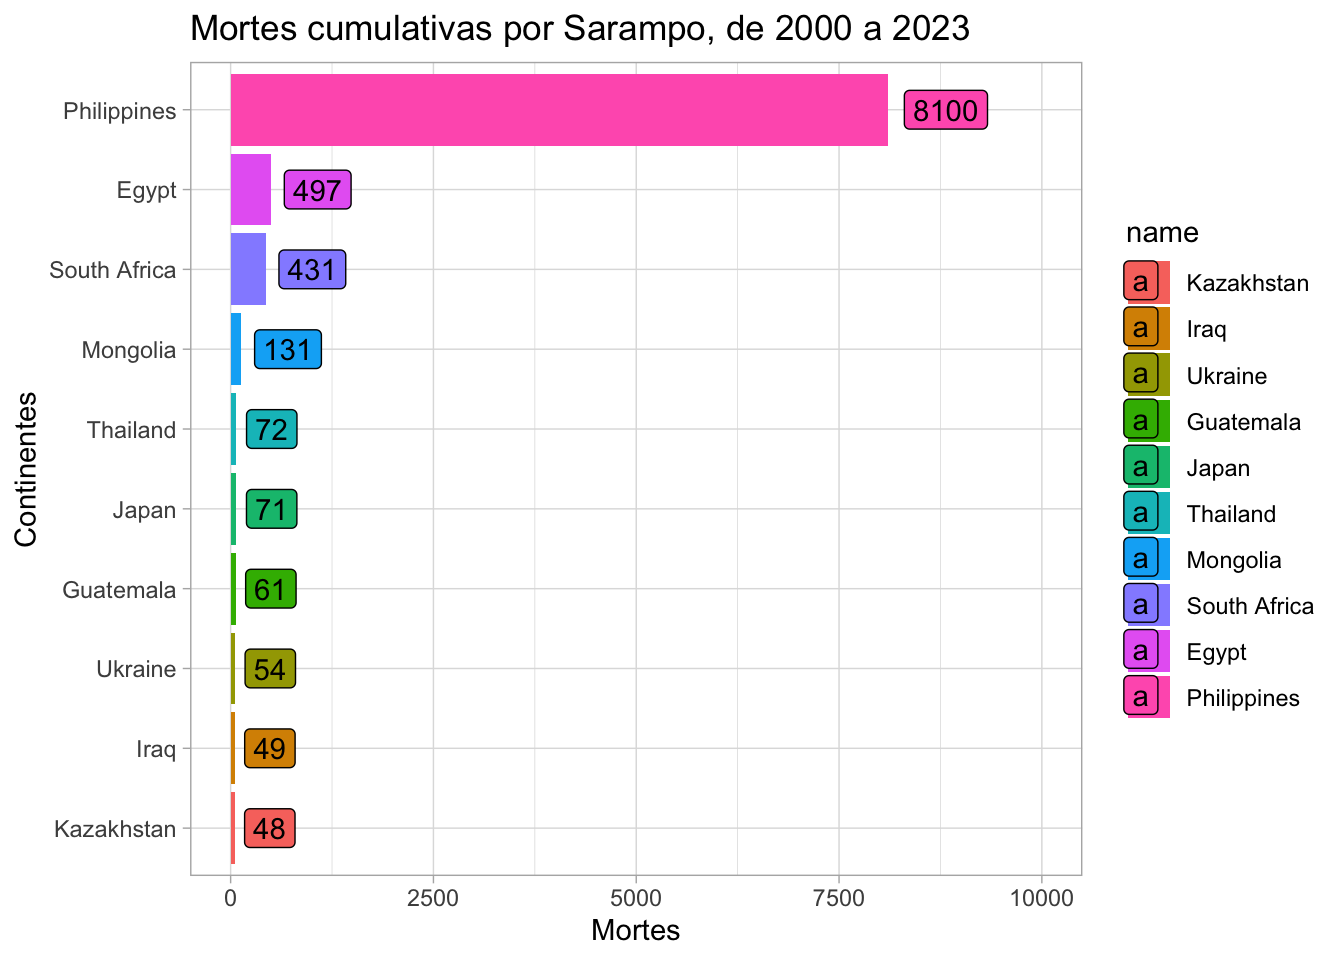 Mortes cumulativas por Sarampo, de 2000 a 2023
Philippines
8100
Egypt
497
South Africa
431
Mongolia
131
Thailand
72
Japan
71
Guatemala
61
Ukraine
54
Iraq
49
Kazakhstan
48
Continentes
0 2500 5000 7500 10000
Mortes
name
a Kazakhstan
a Iraq
a Ukraine
a Guatemala
a Japan
a Thailand
a Mongolia
a South Africa
a Egypt
a Philippines